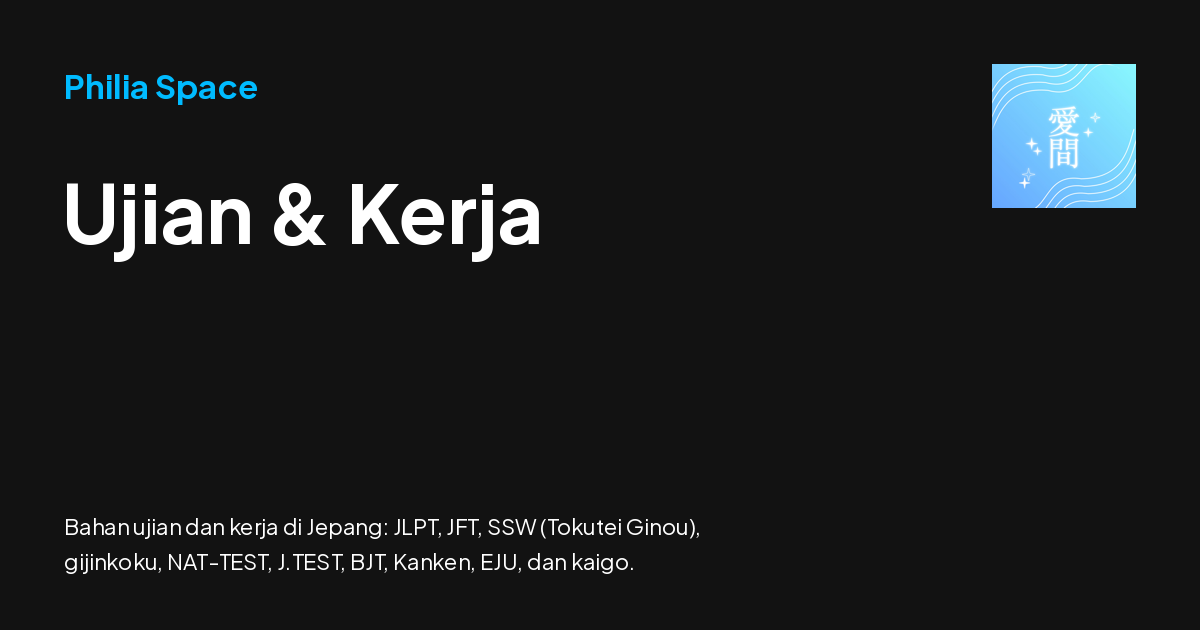 Philia Space
愛
間
Ujian & Kerja
Bahan ujian dan kerja di Jepang: JLPT, JFT, SSW (Tokutei Ginou),
gijinkoku, NAT-TEST, J.TEST, BJT, Kanken, EJU, dan kaigo.